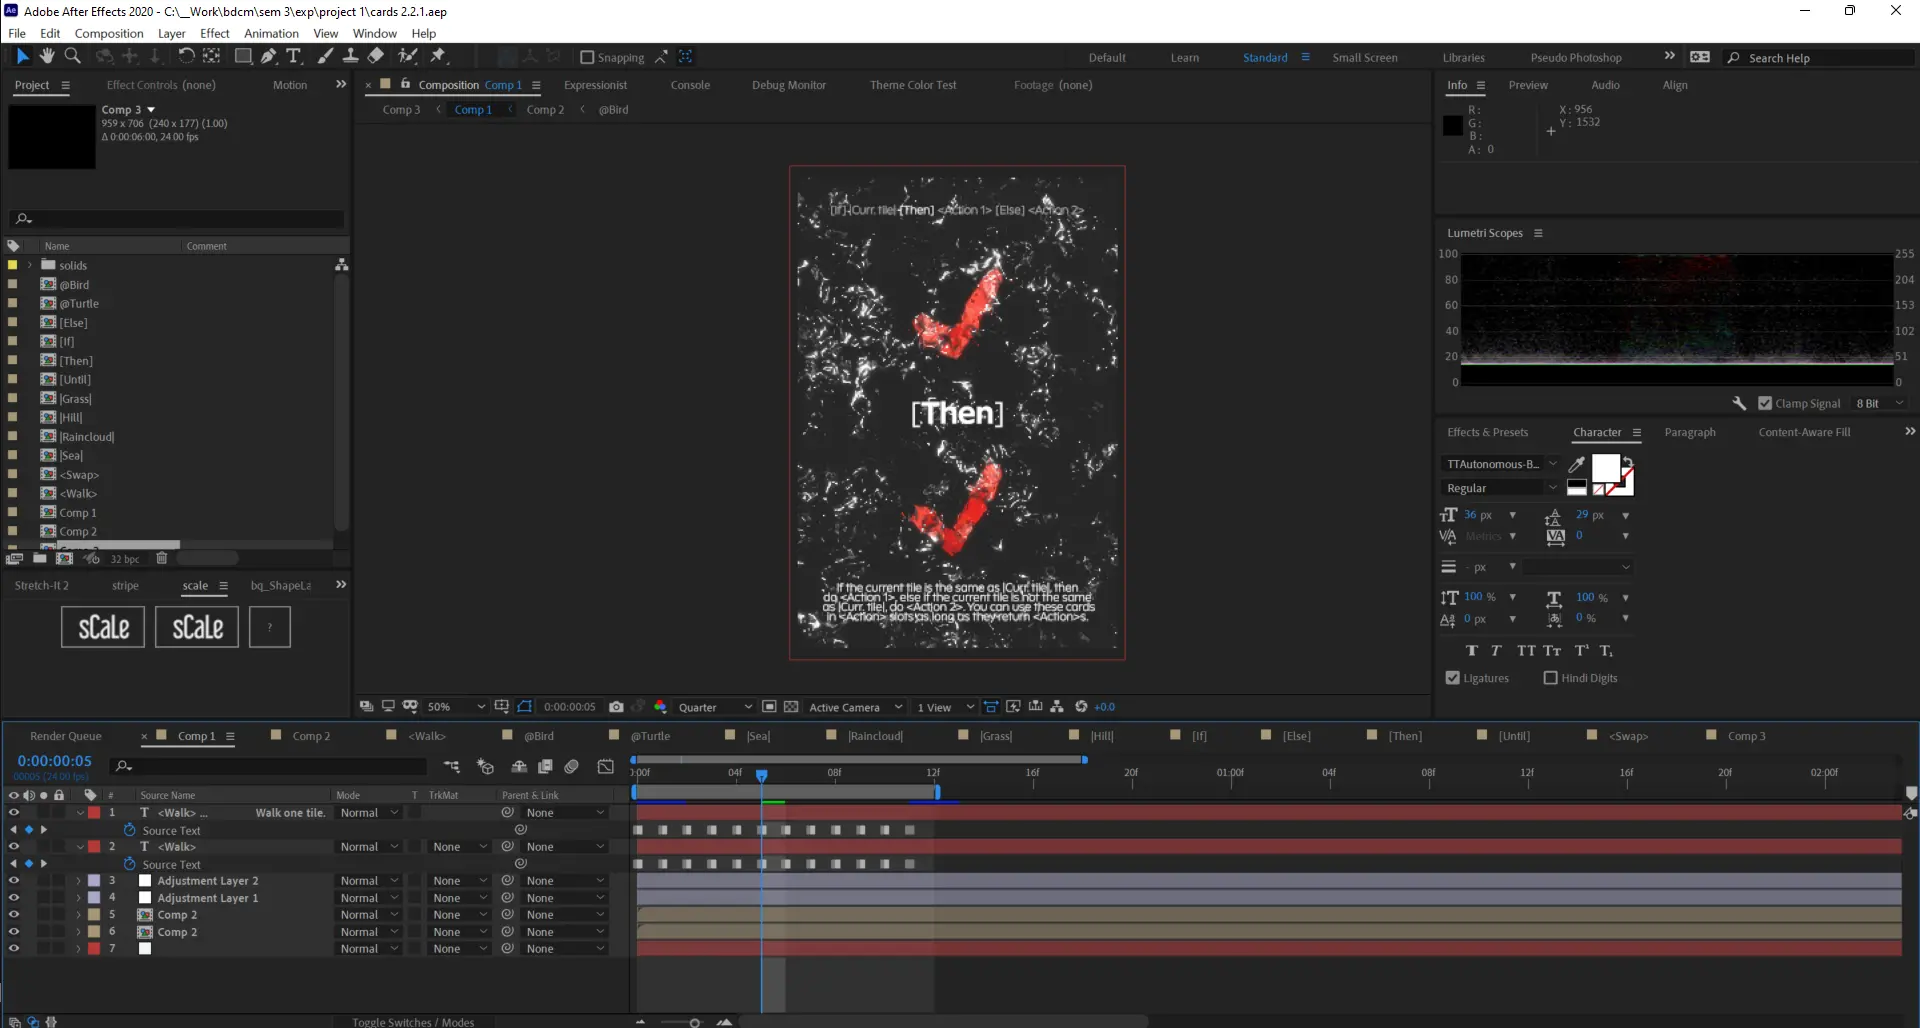 Adobe After Effects 2020 - C:\__Work\bdcm\sem 3\exp\project 1\cards 2.2.1.aep
File Edit Composition Layer Effect Animation View Window Help
Snapping
Default Learn Standard Small Screen Libraries Pseudo Photoshop Search Help
Project Effect Controls (none) Motion
Comp 3
959 x 706 (240 x 177) (1.00)
Δ 0:00:06:00, 24.00 fps
Name Comment
solids
@Bird
@Turtle
[Else]
[If]
[Then]
[Until]
|Grass|
|Hill|
|Raincloud|
|Sea|
<Swap>
<Walk>
Comp 1
Comp 2
32 bpc
Stretch-It 2 stripe scale bq_ShapeLa
scale scale ?
Composition Comp 1 Expressionist Console Debug Monitor Theme Color Test Footage (none)
Comp 3 Comp 1 Comp 2 @Bird
[If] |Curr. tile| [Then] <Action 1> [Else] <Action 2>
[Then]
If the current tile is the same as |Curr. tile|, then
do <Action 1>, else if the current tile is not the same
as |Curr. tile|, do <Action 2>. You can use these cards
in <Action> slots as long as they return <Action>s.
50% 0:00:00:05 Quarter Active Camera 1 View +0.0
Info Preview Audio Align
R:
G:
B:
A: 0
X: 956
Y: 1532
Lumetri Scopes
100 255
80 204
60 153
40 102
20 51
0 0
Clamp Signal 8 Bit
Effects & Presets Character Paragraph Content-Aware Fill
TTAutonomous-B...
Regular
36 px 29 px
Metrics 0
- px
100 % 100 %
0 px 0 %
T T TT Tт T¹ T₁
Ligatures Hindi Digits
Render Queue Comp 1 Comp 2 <Walk> @Bird @Turtle |Sea| |Raincloud| |Grass| |Hill| [If] [Else] [Then] [Until] <Swap> Comp 3
0:00:00:05
00005 (24.00 fps)
):00f 04f 08f 12f 16f 20f 01:00f 04f 08f 12f 16f 20f 02:00f
# Source Name Mode T TrkMat Parent & Link
1 T <Walk> ... Walk one tile. Normal None
Source Text
2 T <Walk> Normal None None
Source Text
3 Adjustment Layer 2 Normal None None
4 Adjustment Layer 1 Normal None None
5 Comp 2 Normal None None
6 Comp 2 Normal None None
7 Normal None None
Toggle Switches / Modes